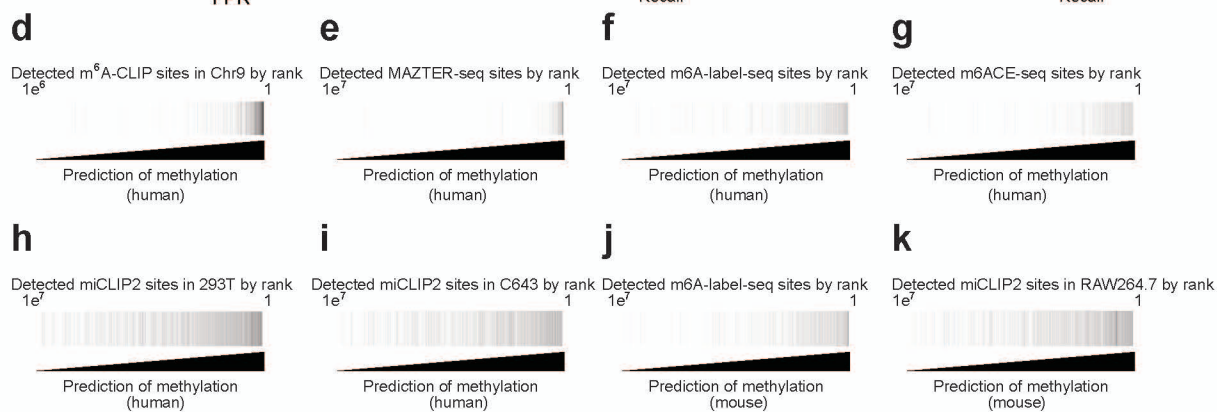 FPR Recall Recall
d e f g
Detected m⁶A-CLIP sites in Chr9 by rank Detected MAZTER-seq sites by rank Detected m6A-label-seq sites by rank Detected m6ACE-seq sites by rank
1e⁶ 1 1e⁷ 1 1e⁷ 1 1e⁷ 1
Prediction of methylation Prediction of methylation Prediction of methylation Prediction of methylation
(human) (human) (human) (human)
h i j k
Detected miCLIP2 sites in 293T by rank Detected miCLIP2 sites in C643 by rank Detected m6A-label-seq sites by rank Detected miCLIP2 sites in RAW264.7 by rank
1e⁷ 1 1e⁷ 1 1e⁷ 1 1e⁷ 1
Prediction of methylation Prediction of methylation Prediction of methylation Prediction of methylation
(human) (human) (mouse) (mouse)